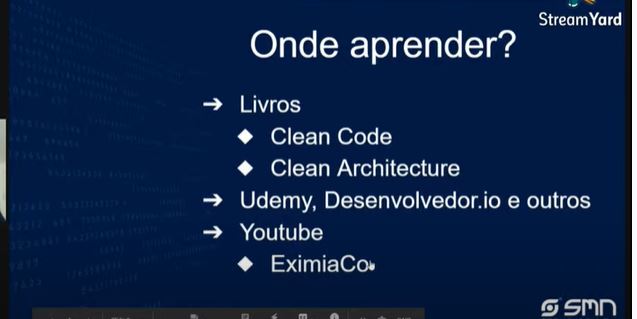 StreamYard
Onde aprender?
➔ Livros
◆ Clean Code
◆ Clean Architecture
➔ Udemy, Desenvolvedor.io e outros
➔ Youtube
◆ EximiaCo
SMN